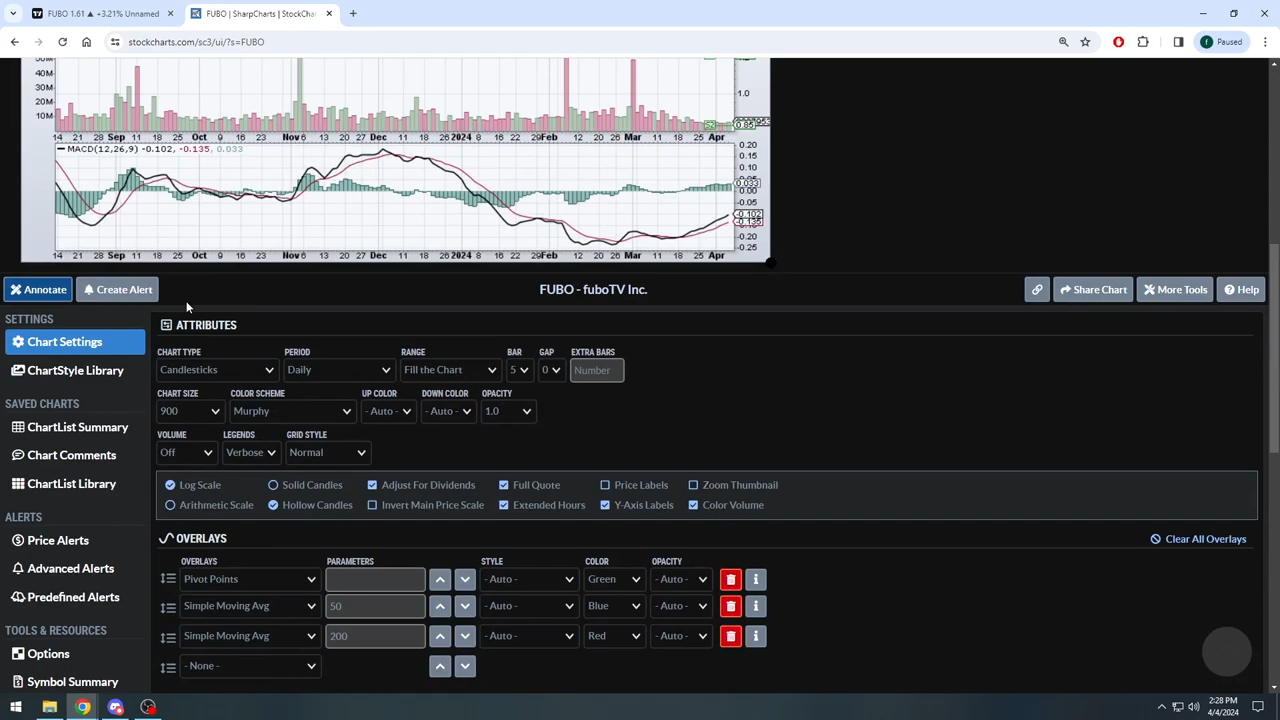 FUBO 1.61 ▲ +3.21% Unnamed
FUBO | SharpCharts | StockChar
stockcharts.com/sc3/ui/?s=FUBO
Paused
50M
40M
30M
20M
10M
1.0
S2
0.85
14 21 28 Sep 11 18 25 Oct 9 16 23 Nov 6 13 20 27 Dec 11 18 2024 8 16 22 Feb 12 20 Mar 11 18 25 Apr
MACD(12,26,9) -0.102, -0.135, 0.033
0.20
0.15
0.10
0.05
0.033
0.00
-0.05
-0.102
-0.135
-0.20
-0.25
14 21 28 Sep 11 18 25 Oct 9 16 23 Nov 6 13 20 27 Dec 11 18 2024 8 16 22 Feb 12 20 Mar 11 18 25 Apr
Annotate
Create Alert
FUBO - fuboTV Inc.
Share Chart
More Tools
Help
SETTINGS
Chart Settings
ChartStyle Library
SAVED CHARTS
ChartList Summary
Chart Comments
ChartList Library
ALERTS
Price Alerts
Advanced Alerts
Predefined Alerts
TOOLS & RESOURCES
Options
Symbol Summary
ATTRIBUTES
CHART TYPE PERIOD RANGE BAR GAP EXTRA BARS
Candlesticks Daily Fill the Chart 5 0 Number
CHART SIZE COLOR SCHEME UP COLOR DOWN COLOR OPACITY
900 Murphy - Auto - - Auto - 1.0
VOLUME LEGENDS GRID STYLE
Off Verbose Normal
Log Scale Solid Candles Adjust For Dividends Full Quote Price Labels Zoom Thumbnail
Arithmetic Scale Hollow Candles Invert Main Price Scale Extended Hours Y-Axis Labels Color Volume
OVERLAYS
Clear All Overlays
OVERLAYS PARAMETERS STYLE COLOR OPACITY
Pivot Points - Auto - Green - Auto -
Simple Moving Avg 50 - Auto - Blue - Auto -
Simple Moving Avg 200 - Auto - Red - Auto -
- None -
2:28 PM
4/4/2024